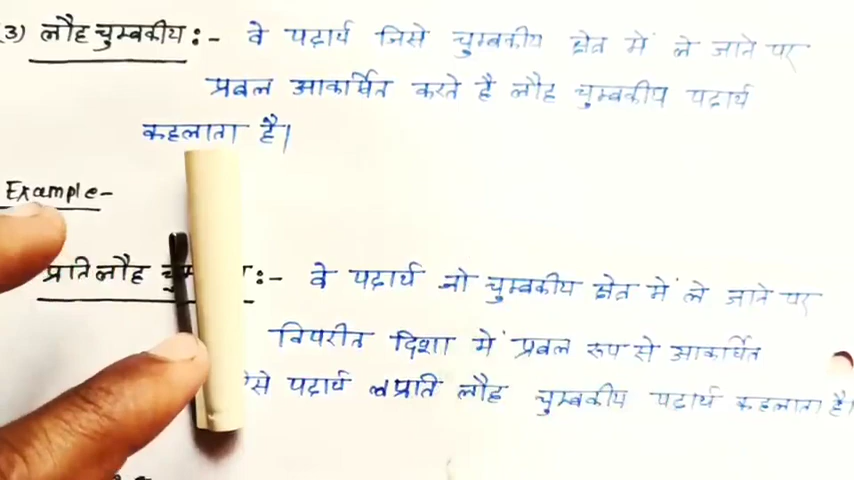 (3) लौह चुम्बकीय :- वे पदार्थ जिसे चुम्बकीय क्षेत्र में ले जाने पर
प्रबल आकर्षित करते है लौह चुम्बकीय पदार्थ
कहलाता है।
Example-
प्रति लौह :- वे पदार्थ जो चुम्बकीय क्षेत्र में ले जाने पर
विपरीत दिशा में प्रबल रूप से आकर्षित
पदार्थ प्रति लौह चुम्बकीय पदार्थ कहलाता है।